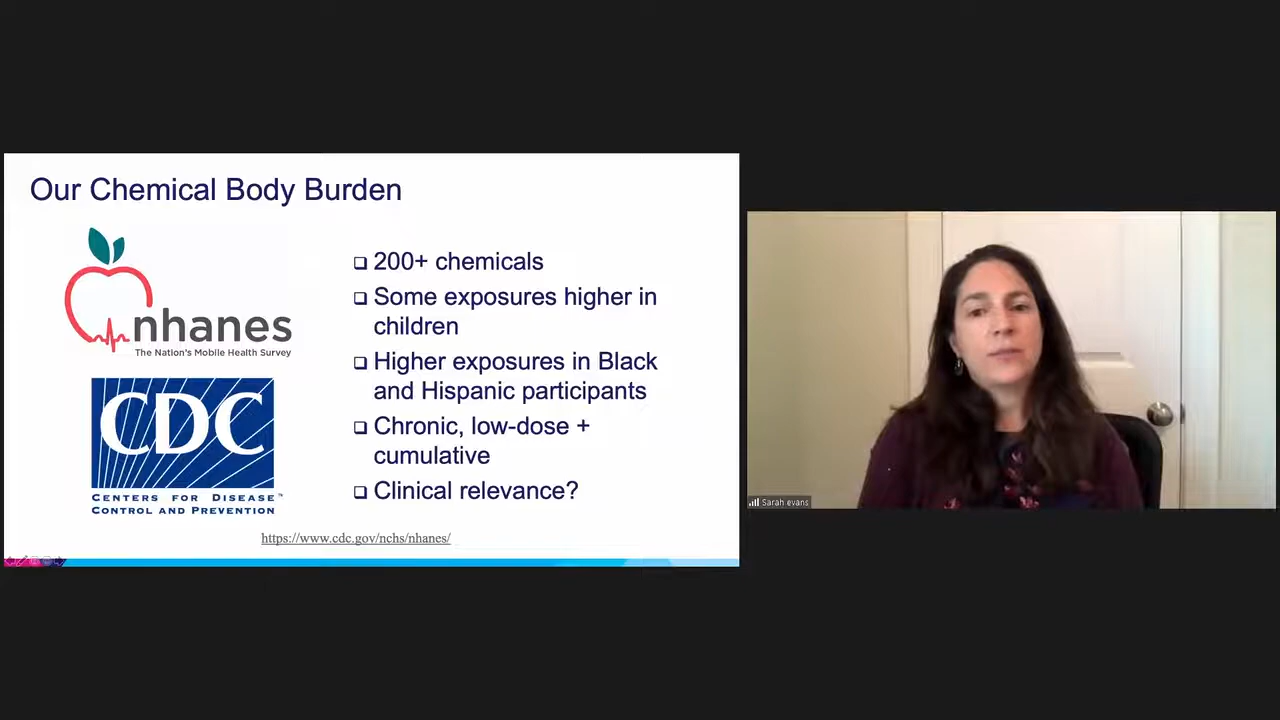 Our Chemical Body Burden
nhanes
The Nation's Mobile Health Survey
CDC
CENTERS FOR DISEASE™
CONTROL AND PREVENTION
200+ chemicals
Some exposures higher in
children
Higher exposures in Black
and Hispanic participants
Chronic, low-dose +
cumulative
Clinical relevance?
https://www.cdc.gov/nchs/nhanes/
Sarah evans